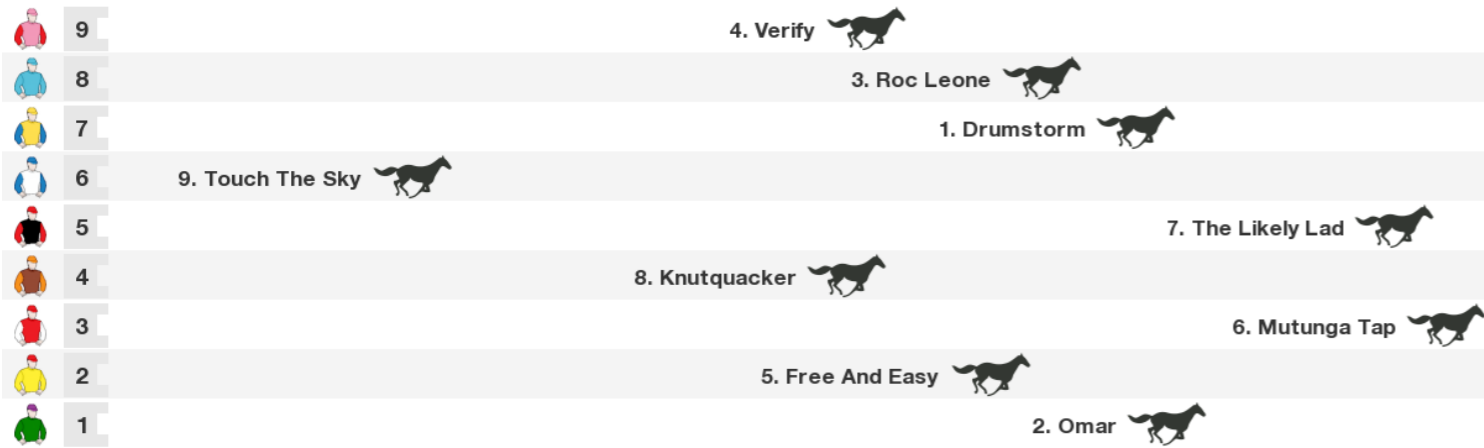 9 4. Verify
8 3. Roc Leone
7 1. Drumstorm
6 9. Touch The Sky
5 7. The Likely Lad
4 8. Knutquacker
3 6. Mutunga Tap
2 5. Free And Easy
1 2. Omar